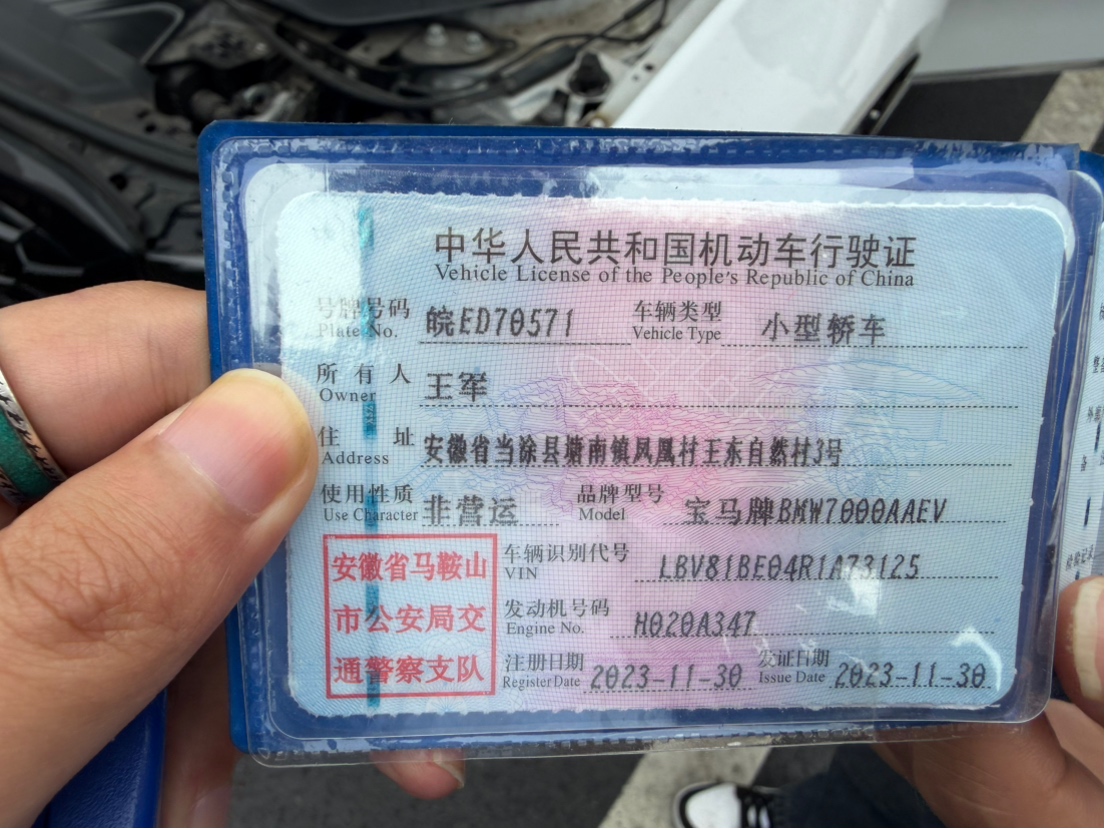 中华人民共和国机动车行驶证
Vehicle License of the People's Republic of China
号牌号码 皖ED70571 车辆类型 小型轿车
Plate No. Vehicle Type
所有人 王军
Owner
住址 安徽省当涂县塘南镇凤凰村王东自然村3号
Address
使用性质 非营运 品牌型号 宝马牌BMW7000AAEV
Use Character Model
安徽省马鞍山
市公安局交
通警察支队
车辆识别代号 LBV81BE04R1A73125
VIN
发动机号码 H020A347
Engine No.
注册日期 2023-11-30 发证日期 2023-11-30
Register Date Issue Date